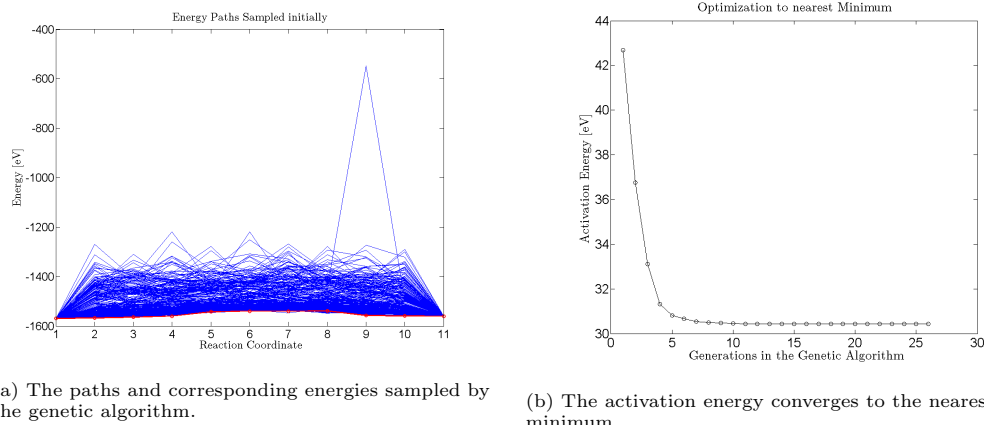 Energy Paths Sampled initially
-400
-600
-800
-1000
-1200
-1400
-1600
Energy [eV]
1 2 3 4 5 6 7 8 9 10 11
Reaction Coordinate
a) The paths and corresponding energies sampled by
he genetic algorithm.
Optimization to nearest Minimum
44
42
40
38
36
34
32
30
Activation Energy [eV]
0 5 10 15 20 25 30
Generations in the Genetic Algorithm
(b) The activation energy converges to the neares
minimum